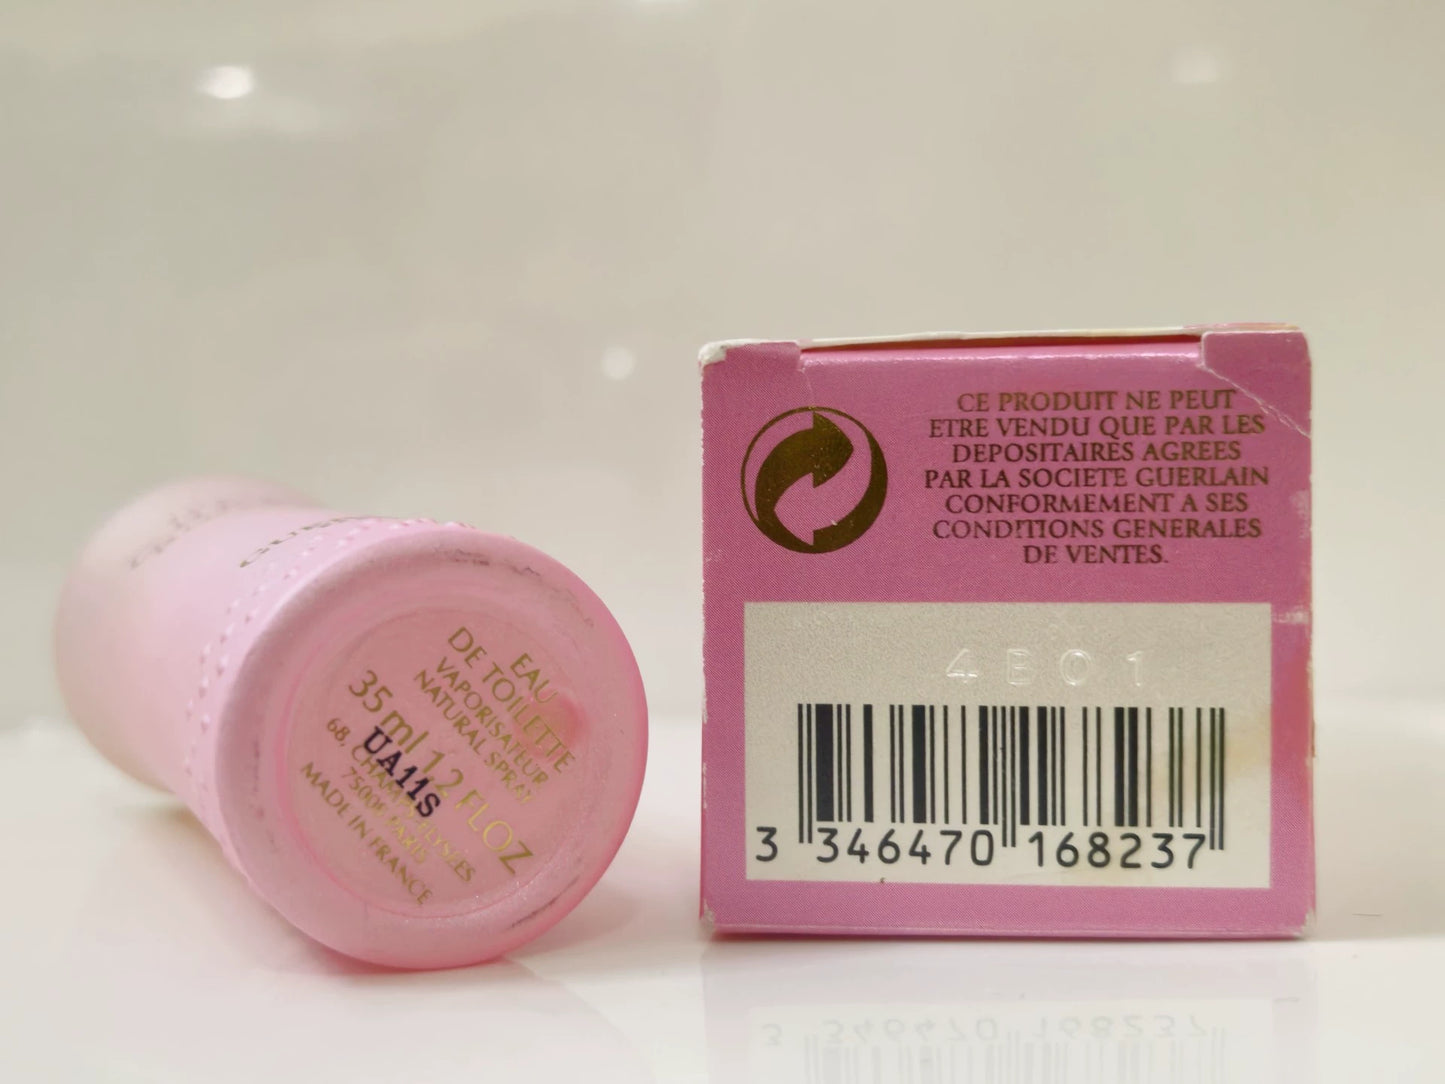 EAU
DE TOILETTE
VAPORISATEUR
NATURAL SPRAY
35 ml 1.2 FL OZ
UA11S
68, CHAMPS ELYSEES
75008 PARIS
MADE IN FRANCE
CE PRODUIT NE PEUT
ETRE VENDU QUE PAR LES
DEPOSITAIRES AGREES
PAR LA SOCIETE GUERLAIN
CONFORMEMENT A SES
CONDITIONS GENERALES
DE VENTES.
4B01
3 346470 168237